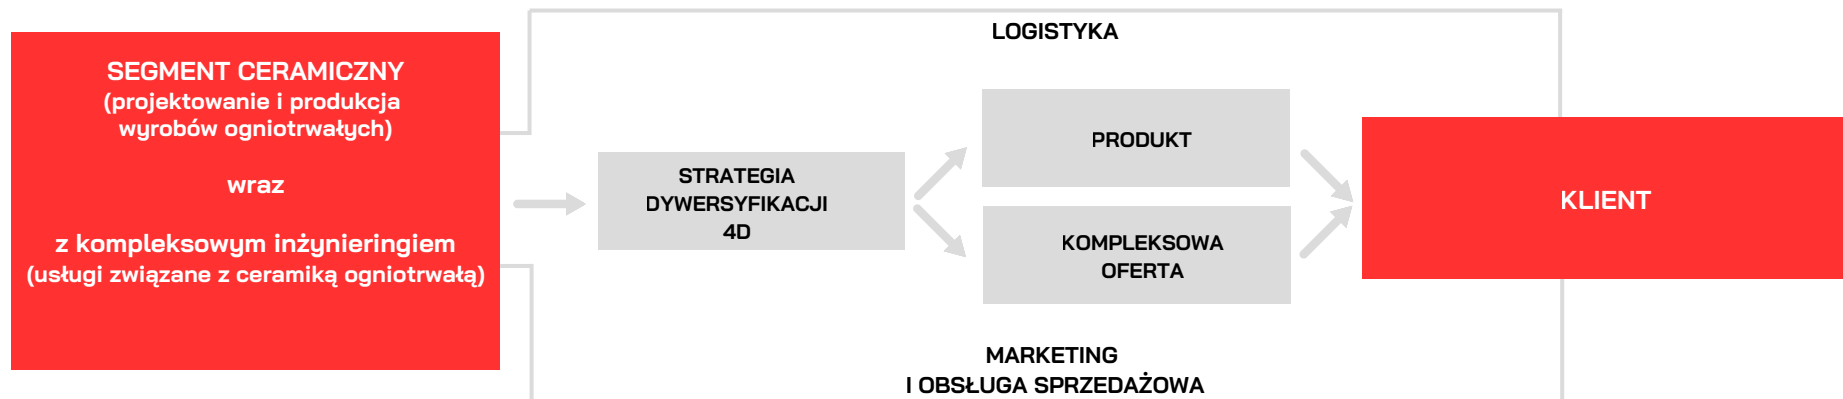 LOGISTYKA
SEGMENT CERAMICZNY
(projektowanie i produkcja
wyrobów ogniotrwałych)
wraz
z kompleksowym inżynieringiem
(usługi związane z ceramiką ogniotrwałą)
STRATEGIA
DYWERSYFIKACJI
4D
PRODUKT
KOMPLEKSOWA
OFERTA
KLIENT
MARKETING
I OBSŁUGA SPRZEDAŻOWA